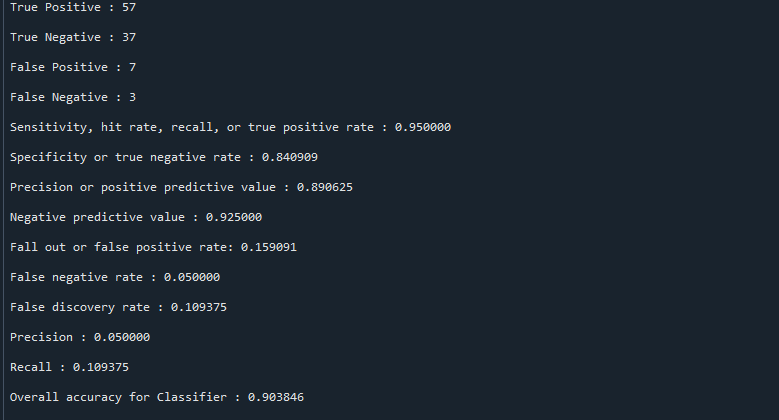 True Positive : 57
True Negative : 37
False Positive : 7
False Negative : 3
Sensitivity, hit rate, recall, or true positive rate : 0.950000
Specificity or true negative rate : 0.840909
Precision or positive predictive value : 0.890625
Negative predictive value : 0.925000
Fall out or false positive rate: 0.159091
False negative rate : 0.050000
False discovery rate : 0.109375
Precision : 0.050000
Recall : 0.109375
Overall accuracy for Classifier : 0.903846